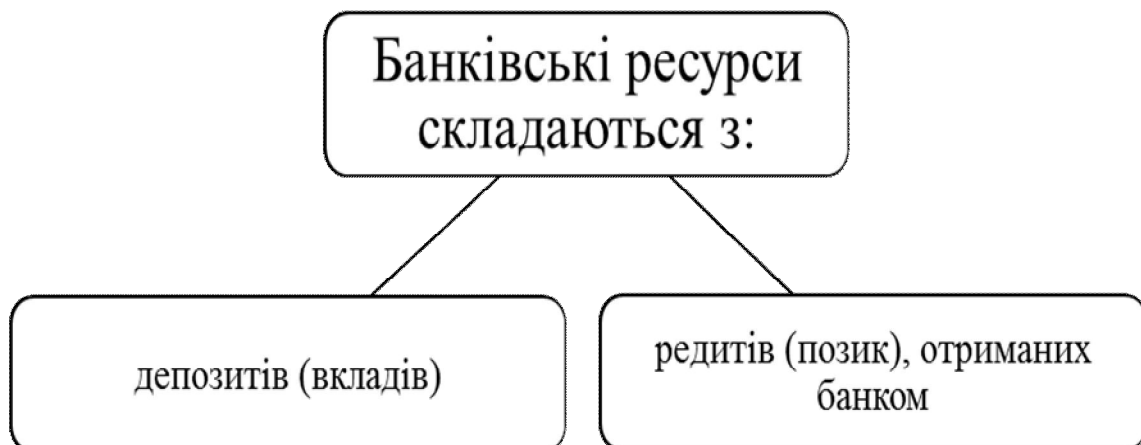 Банківські ресурси
складаються з:
депозитів (вкладів)
редитів (позик), отриманих
банком